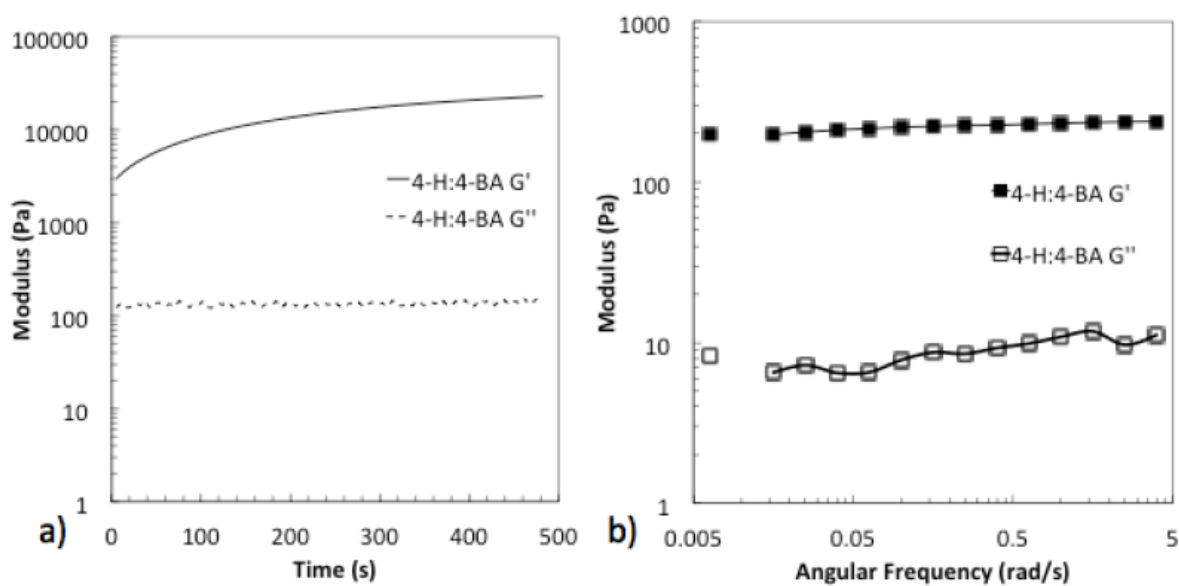 100000
10000
1000
100
10
1
Modulus (Pa)
4-H:4-BA G'
4-H:4-BA G"
0 100 200 300 400 500
Time (s)
a)
1000
100
10
1
Modulus (Pa)
4-H:4-BA G'
4-H:4-BA G"
0.005 0.05 0.5 5
Angular Frequency (rad/s)
b)